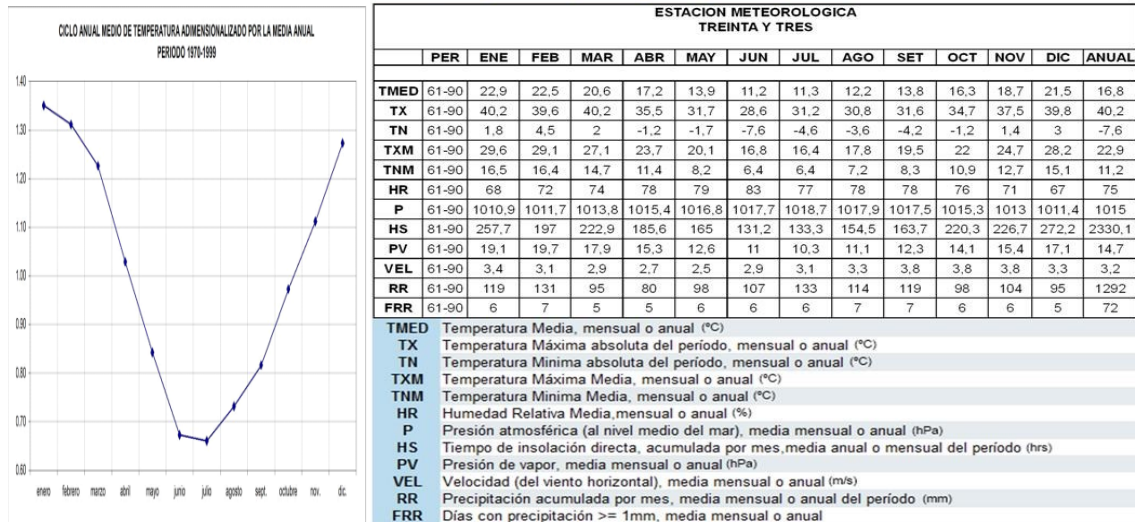 CICLO ANUAL MEDIO DE TEMPERATURA ADIMENSIONALIZADO POR LA MEDIA ANUAL
PERIODO 1970-1999
1.40
1.30
1.20
1.10
1.00
0.90
0.80
0.70
0.60
enero febrero marzo abril mayo junio julio agosto sept. octubre nov. dic.
ESTACION METEOROLOGICA
TREINTA Y TRES
PER ENE FEB MAR ABR MAY JUN JUL AGO SET OCT NOV DIC ANUAL
TMED 61-90 22,9 22,5 20,6 17,2 13,9 11,2 11,3 12,2 13,8 16,3 18,7 21,5 16,8
TX 61-90 40,2 39,6 40,2 35,5 31,7 28,6 31,2 30,8 31,6 34,7 37,5 39,8 40,2
TN 61-90 1,8 4,5 2 -1,2 -1,7 -7,6 -4,6 -3,6 -4,2 -1,2 1,4 3 -7,6
TXM 61-90 29,6 29,1 27,1 23,7 20,1 16,8 16,4 17,8 19,5 22 24,7 28,2 22,9
TNM 61-90 16,5 16,4 14,7 11,4 8,2 6,4 6,4 7,2 8,3 10,9 12,7 15,1 11,2
HR 61-90 68 72 74 78 79 83 77 78 78 76 71 67 75
P 61-90 1010,9 1011,7 1013,8 1015,4 1016,8 1017,7 1018,7 1017,9 1017,5 1015,3 1013 1011,4 1015
HS 81-90 257,7 197 222,9 185,6 165 131,2 133,3 154,5 163,7 220,3 226,7 272,2 2330,1
PV 61-90 19,1 19,7 17,9 15,3 12,6 11 10,3 11,1 12,3 14,1 15,4 17,1 14,7
VEL 61-90 3,4 3,1 2,9 2,7 2,5 2,9 3,1 3,3 3,8 3,8 3,8 3,3 3,2
RR 61-90 119 131 95 80 98 107 133 114 119 98 104 95 1292
FRR 61-90 6 7 5 5 6 6 6 7 7 6 6 5 72
TMED Temperatura Media, mensual o anual (ºC)
TX Temperatura Máxima absoluta del período, mensual o anual (ºC)
TN Temperatura Minima absoluta del período, mensual o anual (ºC)
TXM Temperatura Máxima Media, mensual o anual (ºC)
TNM Temperatura Minima Media, mensual o anual (ºC)
HR Humedad Relativa Media,mensual o anual (%)
P Presión atmosférica (al nivel medio del mar), media mensual o anual (hPa)
HS Tiempo de insolación directa, acumulada por mes,media anual o mensual del período (hrs)
PV Presión de vapor, media mensual o anual (hPa)
VEL Velocidad (del viento horizontal), media mensual o anual (m/s)
RR Precipitación acumulada por mes, media mensual o anual del período (mm)
FRR Días con precipitación >= 1mm, media mensual o anual